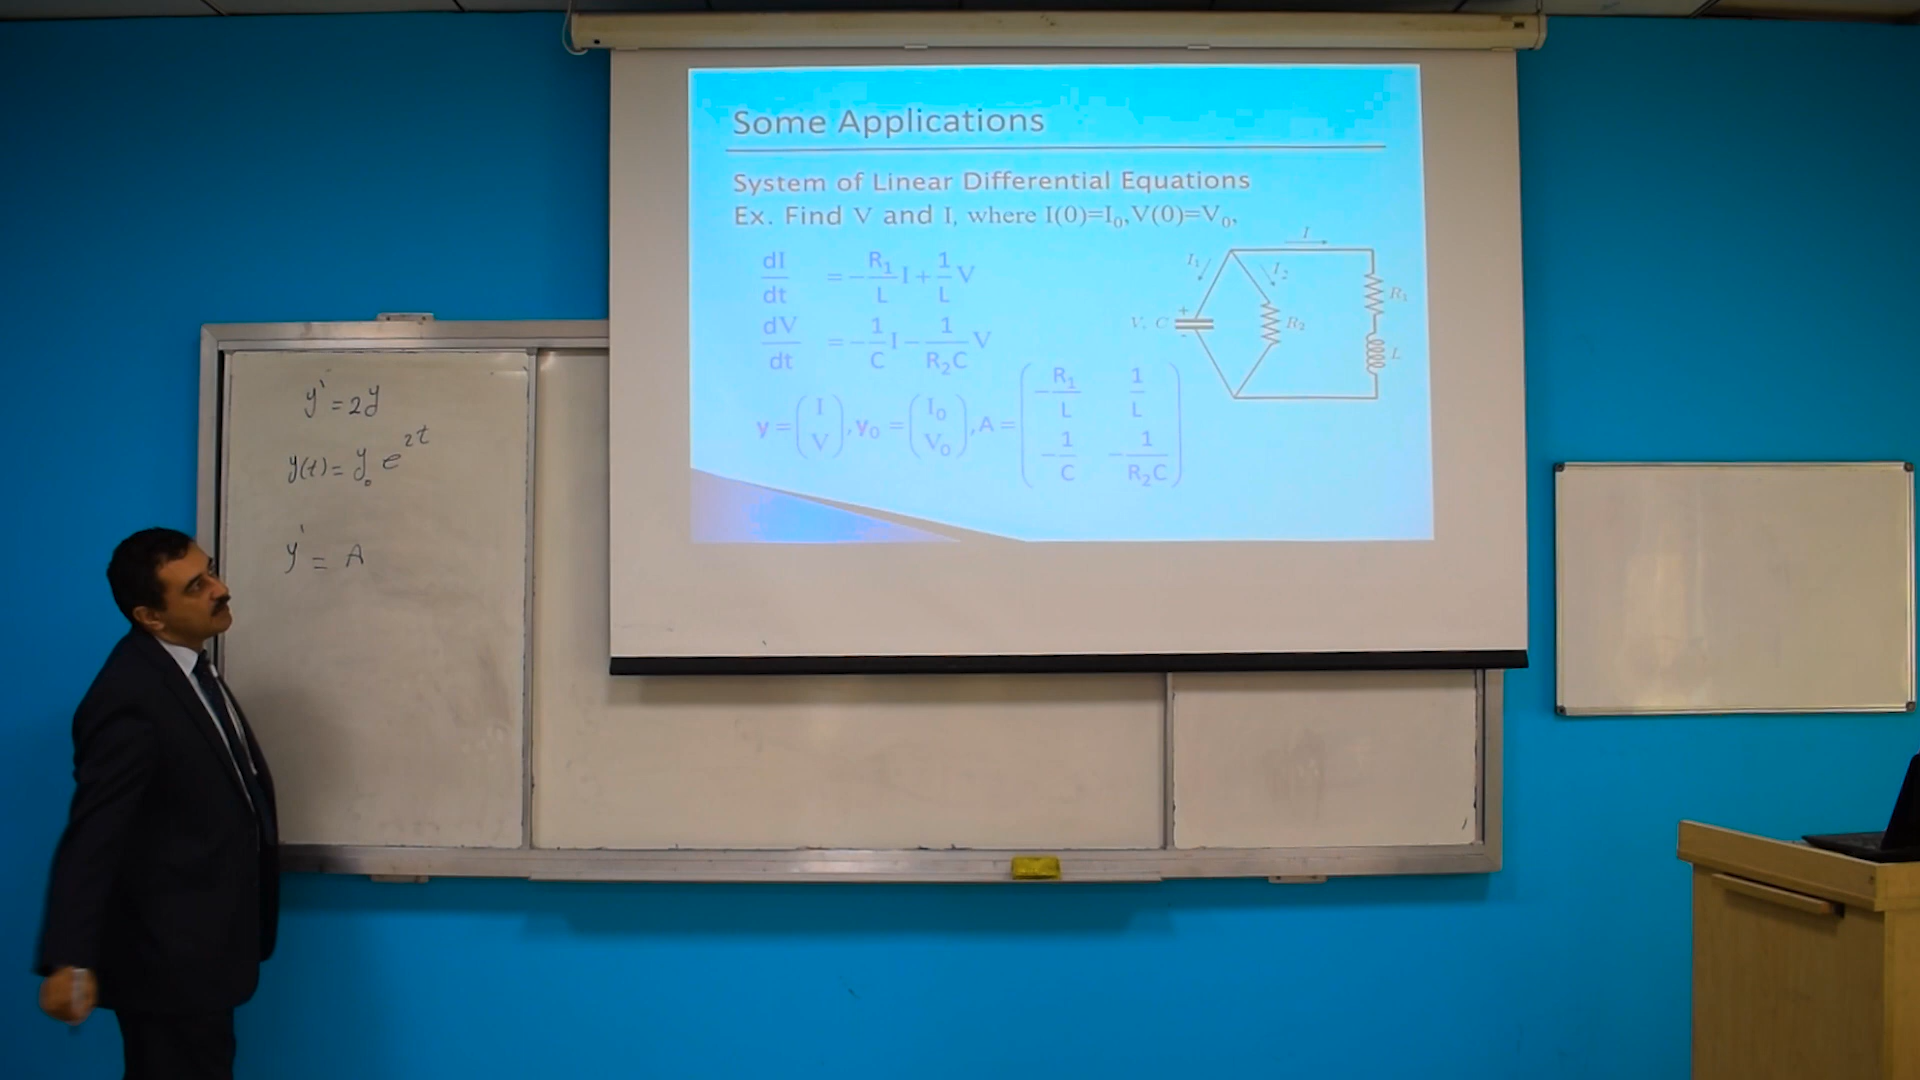 Some Applications
System of Linear Differential Equations
Ex. Find V and I, where I(0)=I₀,V(0)=V₀,
dI/dt = -R₁/L I + 1/L V
dV/dt = -1/C I - 1/R₂C V
y = (I V), y₀ = (I₀ V₀), A = (-R₁/L 1/L -1/C -1/R₂C)
I
I₁
I₂
R₁
V, C
+
-
R₂
L
y' = 2y
y(t) = y₀ e^2t
y' = A